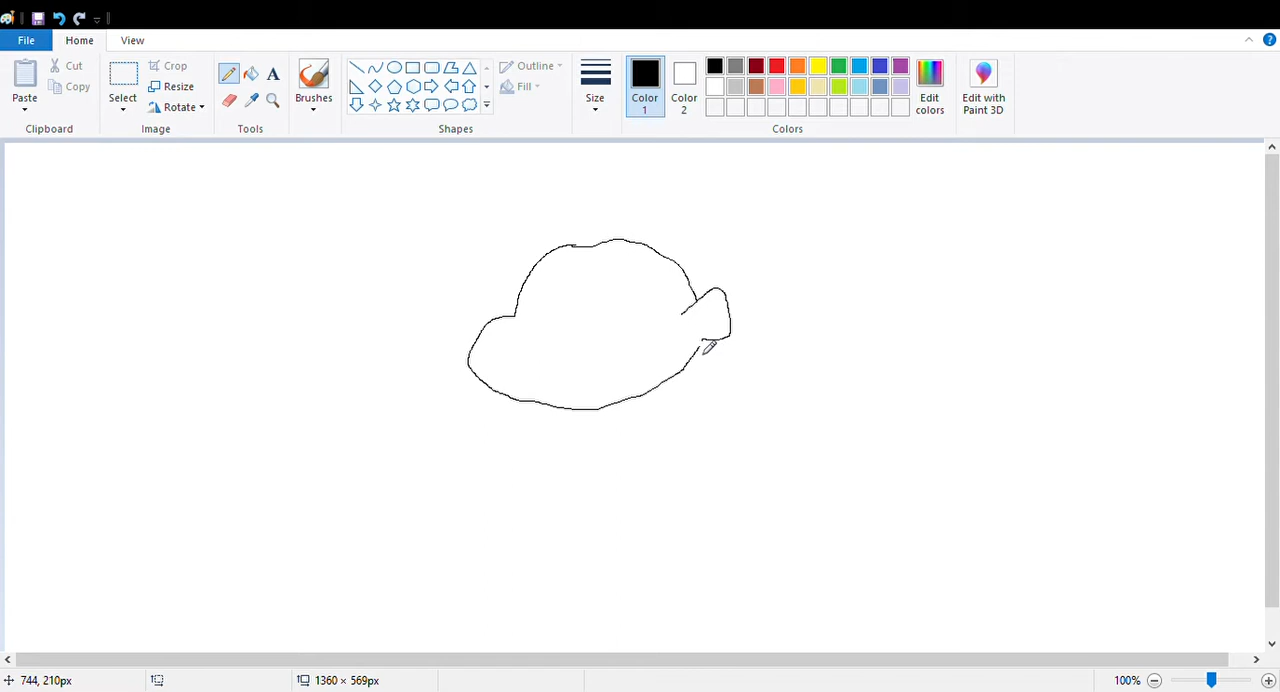 File Home View
Paste Cut Copy Clipboard
Select Crop Resize Rotate Image
Tools
Brushes
Outline Fill Shapes
Size
Color 1
Color 2
Edit colors
Colors
Edit with Paint 3D
744, 210px 1360 × 569px 100%